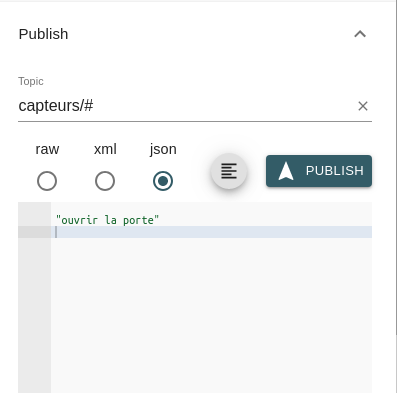 Publish
Topic
capteurs/#
raw xml json
PUBLISH
"ouvrir la porte"